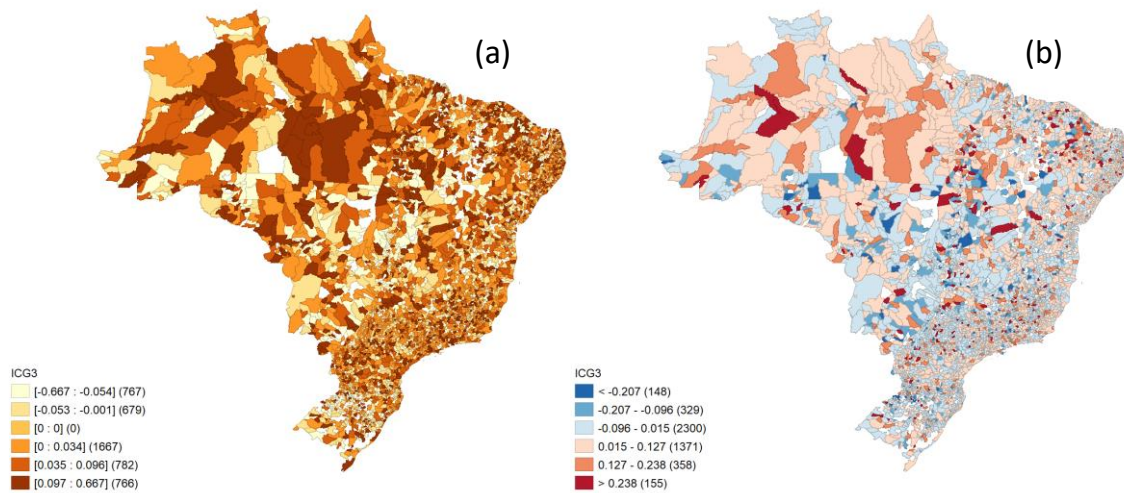 (a)
ICG3
[-0.667 : -0.054] (767)
[-0.053 : -0.001] (679)
[0 : 0] (0)
[0 : 0.034] (1667)
[0.035 : 0.096] (782)
[0.097 : 0.667] (766)
(b)
ICG3
< -0.207 (148)
-0.207 - -0.096 (329)
-0.096 - 0.015 (2300)
0.015 - 0.127 (1371)
0.127 - 0.238 (358)
> 0.238 (155)